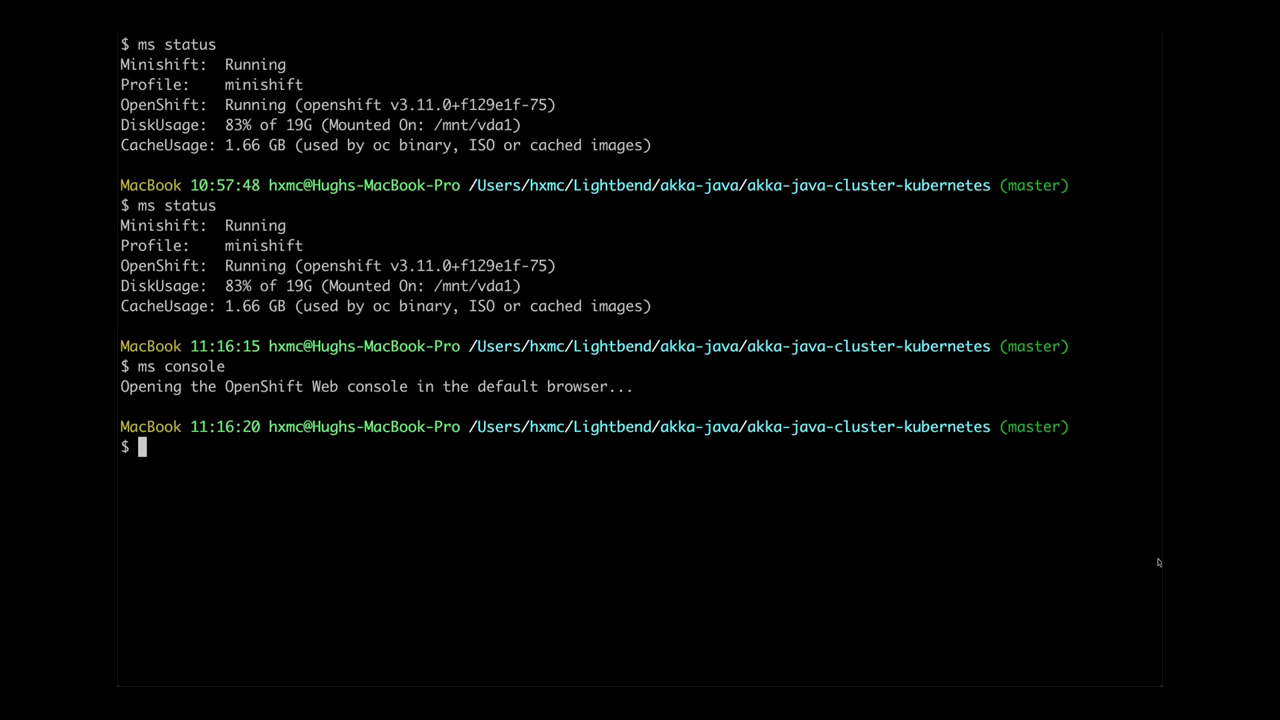 $ ms status
Minishift:  Running
Profile:    minishift
OpenShift:  Running (openshift v3.11.0+f129e1f-75)
DiskUsage:  83% of 19G (Mounted On: /mnt/vda1)
CacheUsage: 1.66 GB (used by oc binary, ISO or cached images)
MacBook 10:57:48 hxmc@Hughs-MacBook-Pro /Users/hxmc/Lightbend/akka-java/akka-java-cluster-kubernetes (master)
$ ms status
Minishift:  Running
Profile:    minishift
OpenShift:  Running (openshift v3.11.0+f129e1f-75)
DiskUsage:  83% of 19G (Mounted On: /mnt/vda1)
CacheUsage: 1.66 GB (used by oc binary, ISO or cached images)
MacBook 11:16:15 hxmc@Hughs-MacBook-Pro /Users/hxmc/Lightbend/akka-java/akka-java-cluster-kubernetes (master)
$ ms console
Opening the OpenShift Web console in the default browser...
MacBook 11:16:20 hxmc@Hughs-MacBook-Pro /Users/hxmc/Lightbend/akka-java/akka-java-cluster-kubernetes (master)
$